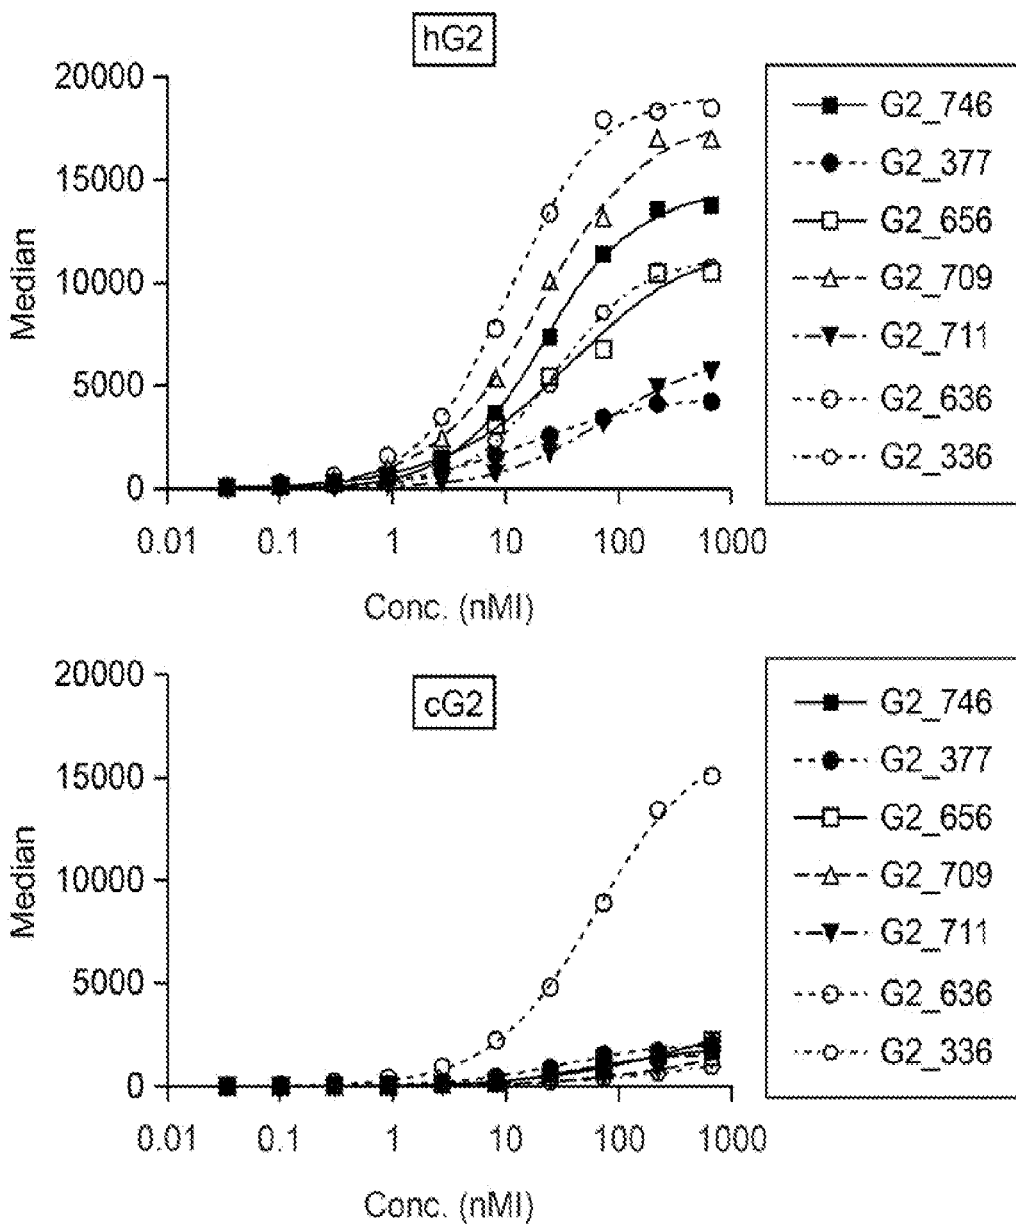 hG2
20000
15000
10000
5000
0
Median
0.01 0.1 1 10 100 1000
Conc. (nMI)
G2_746
G2_377
G2_656
G2_709
G2_711
G2_636
G2_336
cG2
20000
15000
10000
5000
0
Median
0.01 0.1 1 10 100 1000
Conc. (nMI)
G2_746
G2_377
G2_656
G2_709
G2_711
G2_636
G2_336